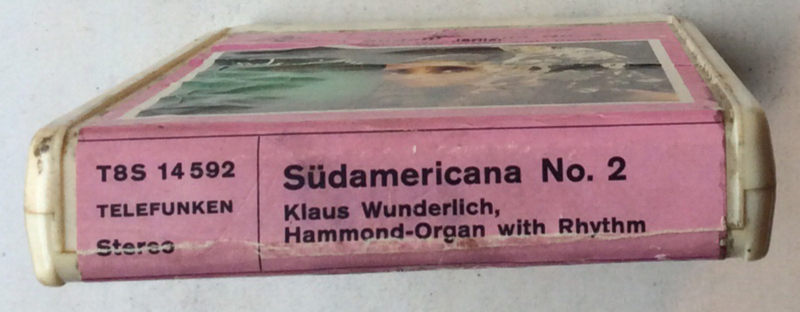 T8S 14 592
TELEFUNKEN
Stereo
Südamericana No. 2
Klaus Wunderlich,
Hammond-Organ with Rhythm